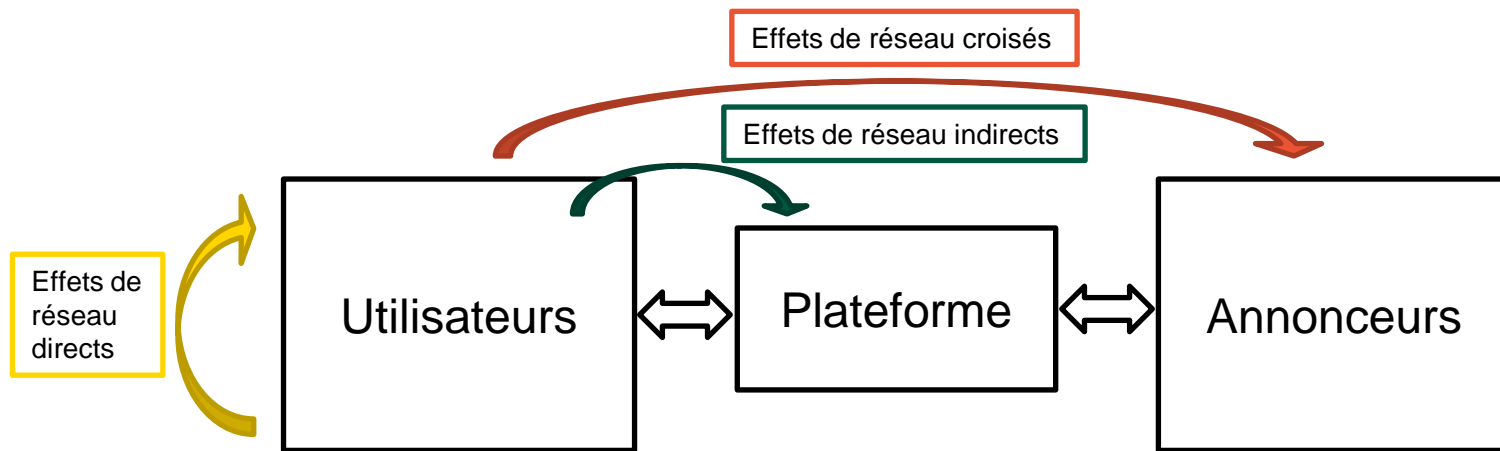 Effets de réseau croisés
Effets de réseau indirects
Effets de
réseau
directs
Utilisateurs
Plateforme
Annonceurs